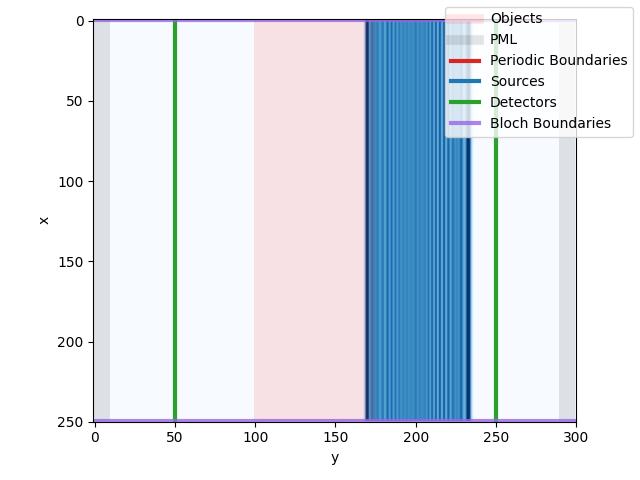 Objects
PML
Periodic Boundaries
Sources
Detectors
Bloch Boundaries
0
50
100
150
200
250
x
0 50 100 150 200 250 300
y